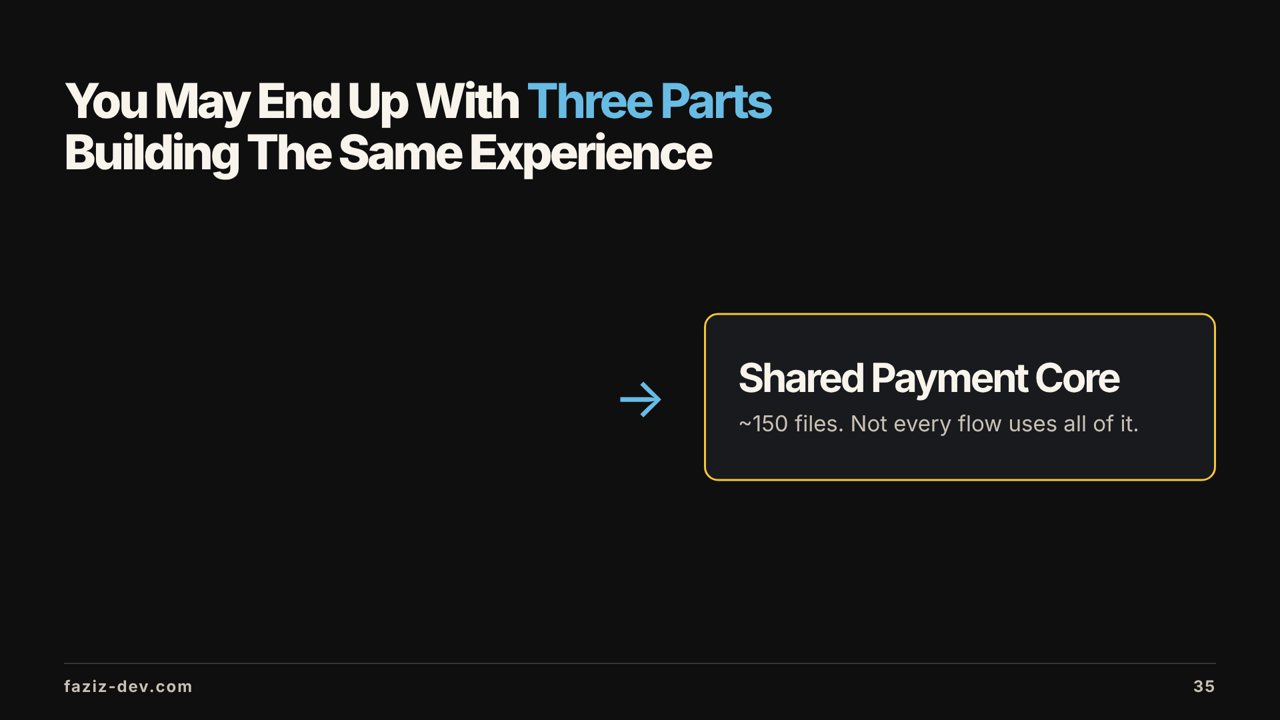 You May End Up With Three Parts
Building The Same Experience
→
Shared Payment Core
~150 files. Not every flow uses all of it.
faziz-dev.com
35